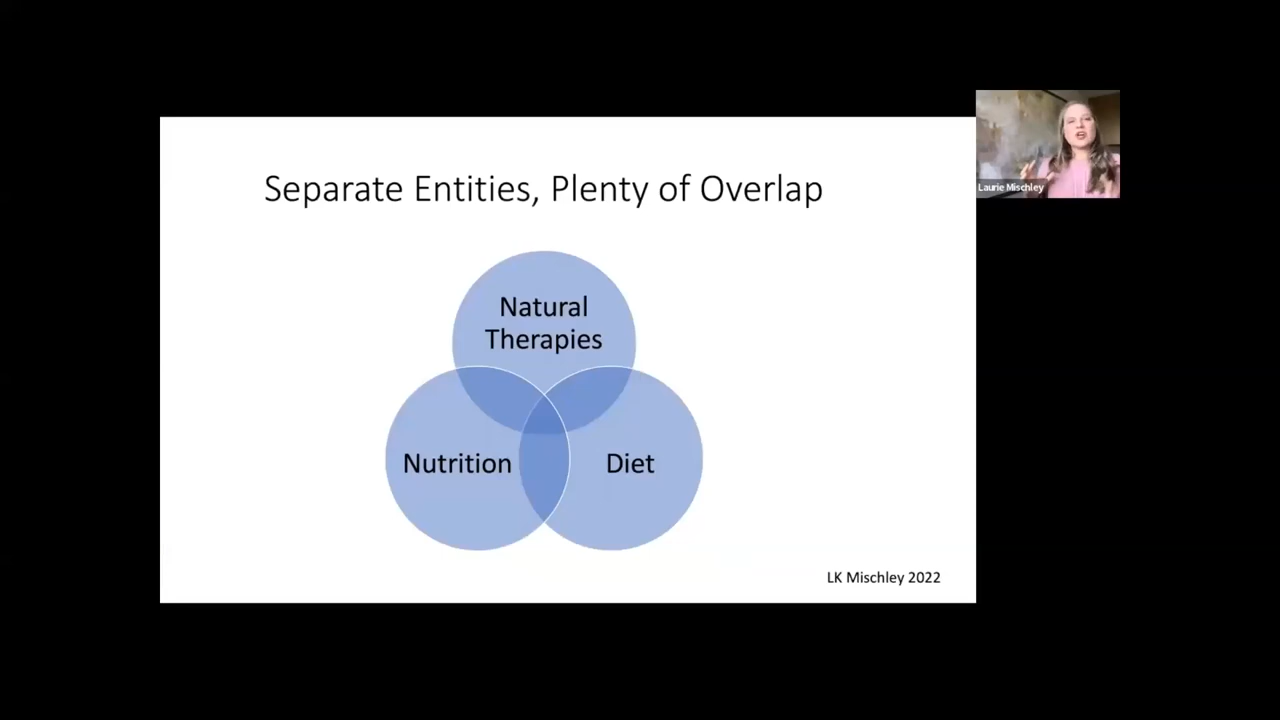 Separate Entities, Plenty of Overlap
Laurie Mischley
Natural
Therapies
Nutrition
Diet
LK Mischley 2022